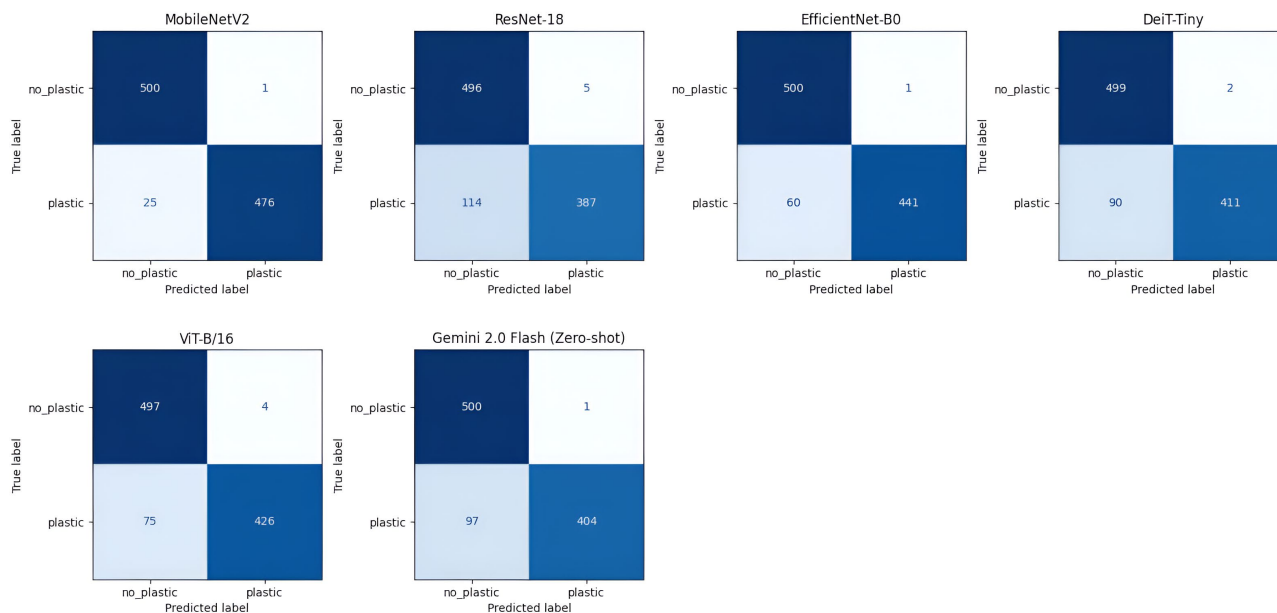 MobileNetV2
no_plastic
500
1
plastic
25
476
no_plastic
plastic
True label
Predicted label
ResNet-18
no_plastic
496
5
plastic
114
387
no_plastic
plastic
True label
Predicted label
EfficientNet-B0
no_plastic
500
1
plastic
60
441
no_plastic
plastic
True label
Predicted label
DeiT-Tiny
no_plastic
499
2
plastic
90
411
no_plastic
plastic
True label
Predicted label
ViT-B/16
no_plastic
497
4
plastic
75
426
no_plastic
plastic
True label
Predicted label
Gemini 2.0 Flash (Zero-shot)
no_plastic
500
1
plastic
97
404
no_plastic
plastic
True label
Predicted label